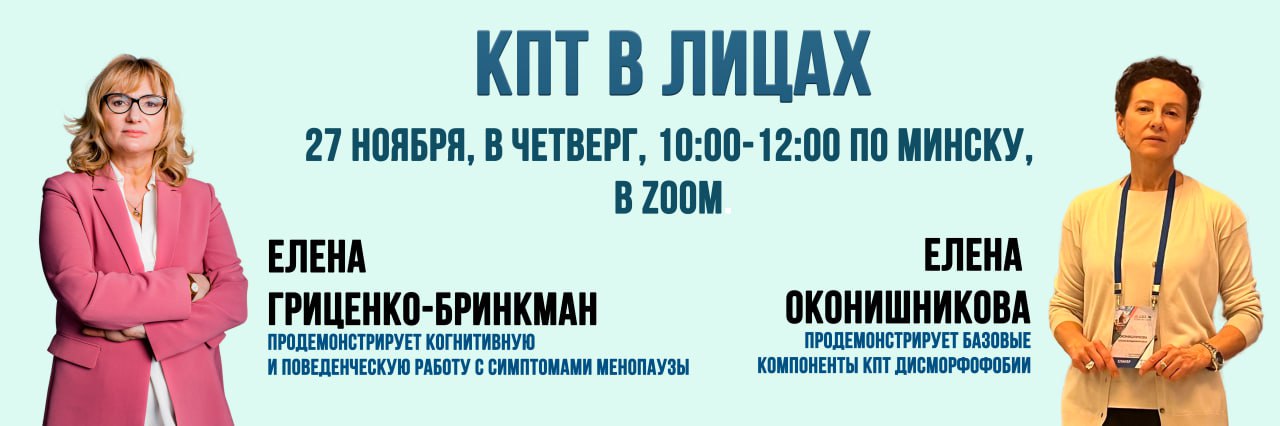 КПТ В ЛИЦАХ
27 НОЯБРЯ, В ЧЕТВЕРГ, 10:00-12:00 ПО МИНСКУ,
В ZOOM.
ЕЛЕНА
ГРИЦЕНКО-БРИНКМАН
ПРОДЕМОНСТРИРУЕТ КОГНИТИВНУЮ
И ПОВЕДЕНЧЕСКУЮ РАБОТУ С СИМПТОМАМИ МЕНОПАУЗЫ
ЕЛЕНА
ОКОНИШНИКОВА
ПРОДЕМОНСТРИРУЕТ БАЗОВЫЕ
КОМПОНЕНТЫ КПТ ДИСМОРФОФОБИИ